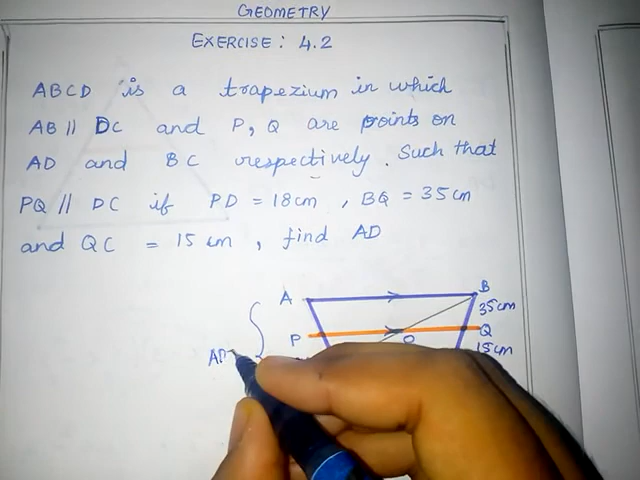 GEOMETRY
EXERCISE: 4.2
ABCD is a trapezium in which
AB || DC and P, Q are points on
AD and BC respectively. Such that
PQ || DC if PD = 18cm, BQ = 35cm
and QC = 15 cm, find AD
A B
35cm
P O Q
15cm
AD